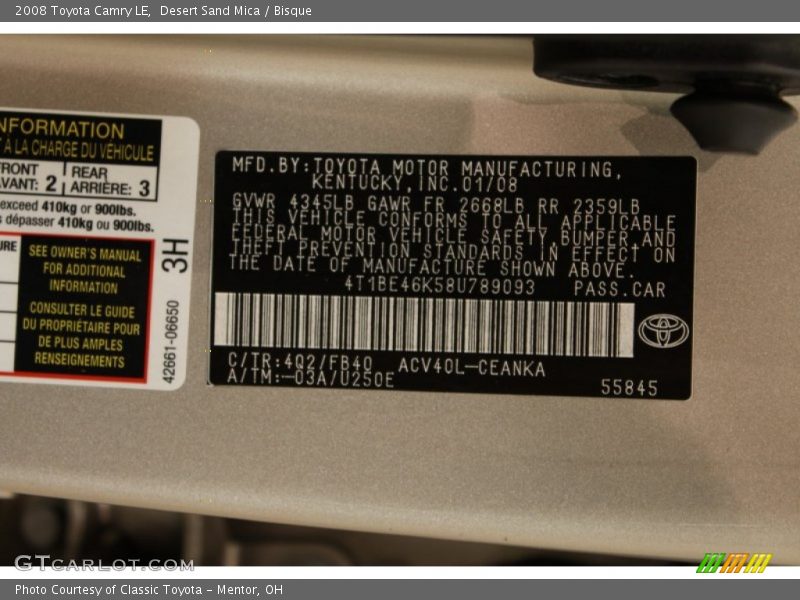 2008 Toyota Camry LE, Desert Sand Mica / Bisque
NFORMATION
À LA CHARGE DU VÉHICULE
FRONT
VANT: 2
REAR
ARRIÈRE: 3
exceed 410kg or 900lbs.
dépasser 410kg ou 900lbs.
SEE OWNER'S MANUAL
FOR ADDITIONAL
INFORMATION
CONSULTER LE GUIDE
DU PROPRIÉTAIRE POUR
DE PLUS AMPLES
RENSEIGNEMENTS
3H
42661-06650
MFD.BY:TOYOTA MOTOR MANUFACTURING,
KENTUCKY,INC.01/08
GVWR 4345LB GAWR FR 2668LB RR 2359LB
THIS VEHICLE CONFORMS TO ALL APPLICABLE
FEDERAL MOTOR VEHICLE SAFETY,BUMPER,AND
THEFT PREVENTION STANDARDS IN EFFECT ON
THE DATE OF MANUFACTURE SHOWN ABOVE.
4T1BE46K58U789093 PASS.CAR
C/TR:4Q2/FB40 ACV40L-CEANKA
A/TM:-03A/U250E
55845
GTcarlot.com
Photo Courtesy of Classic Toyota - Mentor, OH